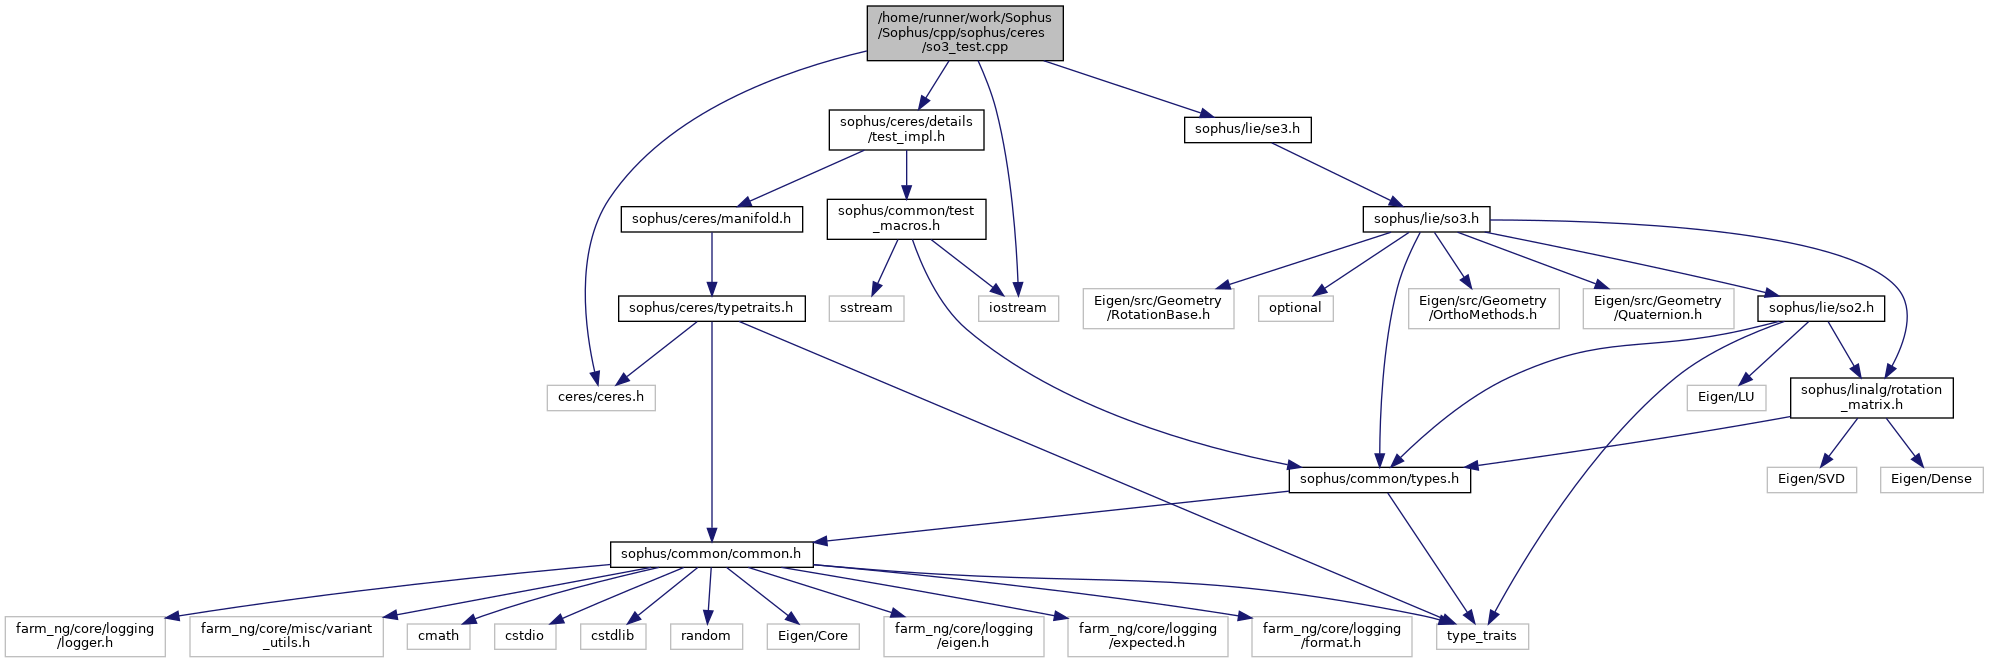 /home/runner/work/Sophus
/Sophus/cpp/sophus/ceres
/so3_test.cpp
sophus/ceres/details
/test_impl.h
sophus/lie/se3.h
sophus/ceres/manifold.h
sophus/common/test
_macros.h
sophus/lie/so3.h
sophus/ceres/typetraits.h
sstream
iostream
Eigen/src/Geometry
/RotationBase.h
optional
Eigen/src/Geometry
/OrthoMethods.h
Eigen/src/Geometry
/Quaternion.h
sophus/lie/so2.h
ceres/ceres.h
Eigen/LU
sophus/linalg/rotation
_matrix.h
sophus/common/types.h
Eigen/SVD
Eigen/Dense
sophus/common/common.h
farm_ng/core/logging
/logger.h
farm_ng/core/misc/variant
_utils.h
cmath
cstdio
cstdlib
random
Eigen/Core
farm_ng/core/logging
/eigen.h
farm_ng/core/logging
/expected.h
farm_ng/core/logging
/format.h
type_traits